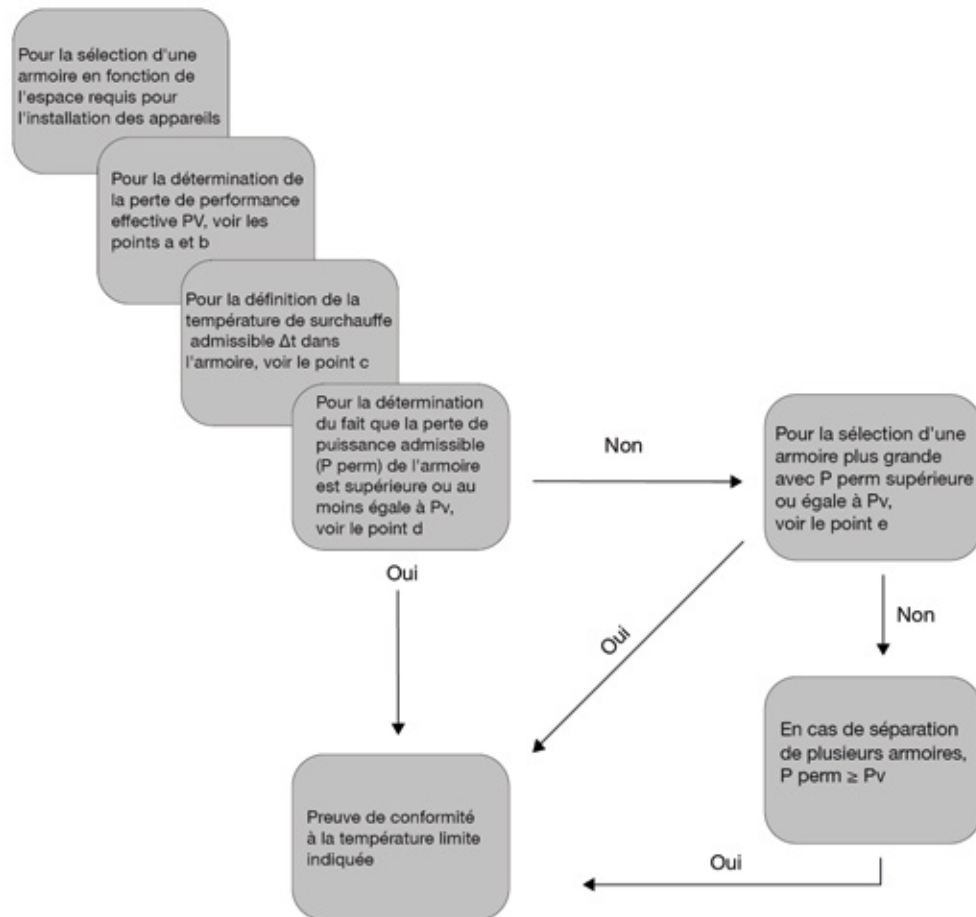 Pour la sélection d'une
armoire en fonction de
l'espace requis pour
l'installation des appareils
Pour la détermination de
la perte de performance
effective PV, voir les
points a et b
Pour la définition de la
température de surchauffe
admissible Δt dans
l'armoire, voir le point c
Pour la détermination
du fait que la perte de
puissance admissible
(P perm) de l'armoire
est supérieure ou au
moins égale à Pv,
voir le point d
Non
Pour la sélection d'une
armoire plus grande
avec P perm supérieure
ou égale à Pv,
voir le point e
Oui
Oui
Non
En cas de séparation
de plusieurs armoires,
P perm ≥ Pv
Preuve de conformité
à la température limite
indiquée
Oui